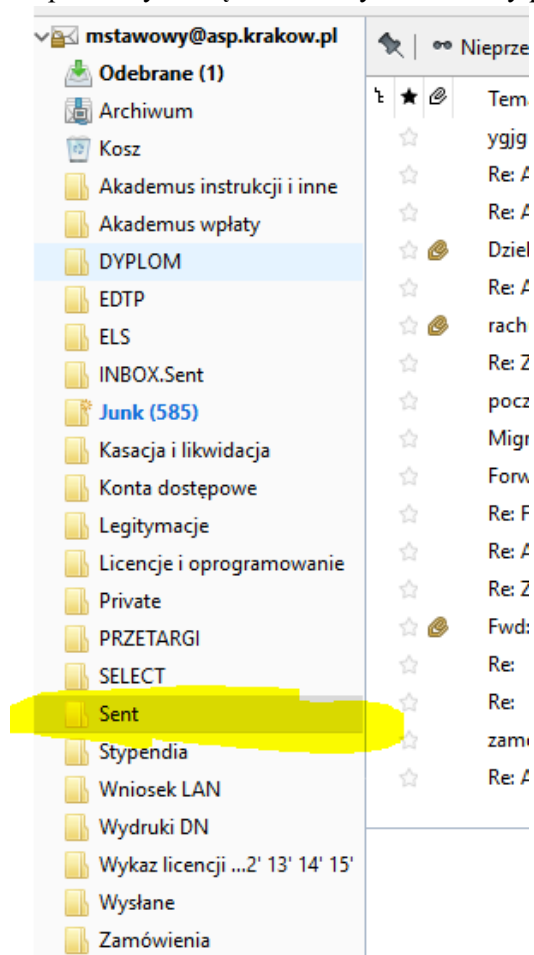 mstawowy@asp.krakow.pl
Odebrane (1)
Archiwum
Kosz
Akademus instrukcji i inne
Akademus wpłaty
DYPLOM
EDTP
ELS
INBOX.Sent
Junk (585)
Kasacja i likwidacja
Konta dostępowe
Legitymacje
Licencje i oprogramowanie
Private
PRZETARGI
SELECT
Sent
Stypendia
Wniosek LAN
Wydruki DN
Wykaz licencji ...2' 13' 14' 15'
Wysłane
Zamówienia
Nieprze
Tem
ygjg
Re: A
Re: A
Dziel
Re: A
rach
Re: Z
pocz
Migr
Forw
Re: F
Re: A
Re: Z
Fwd:
Re:
Re:
zam
Re: A